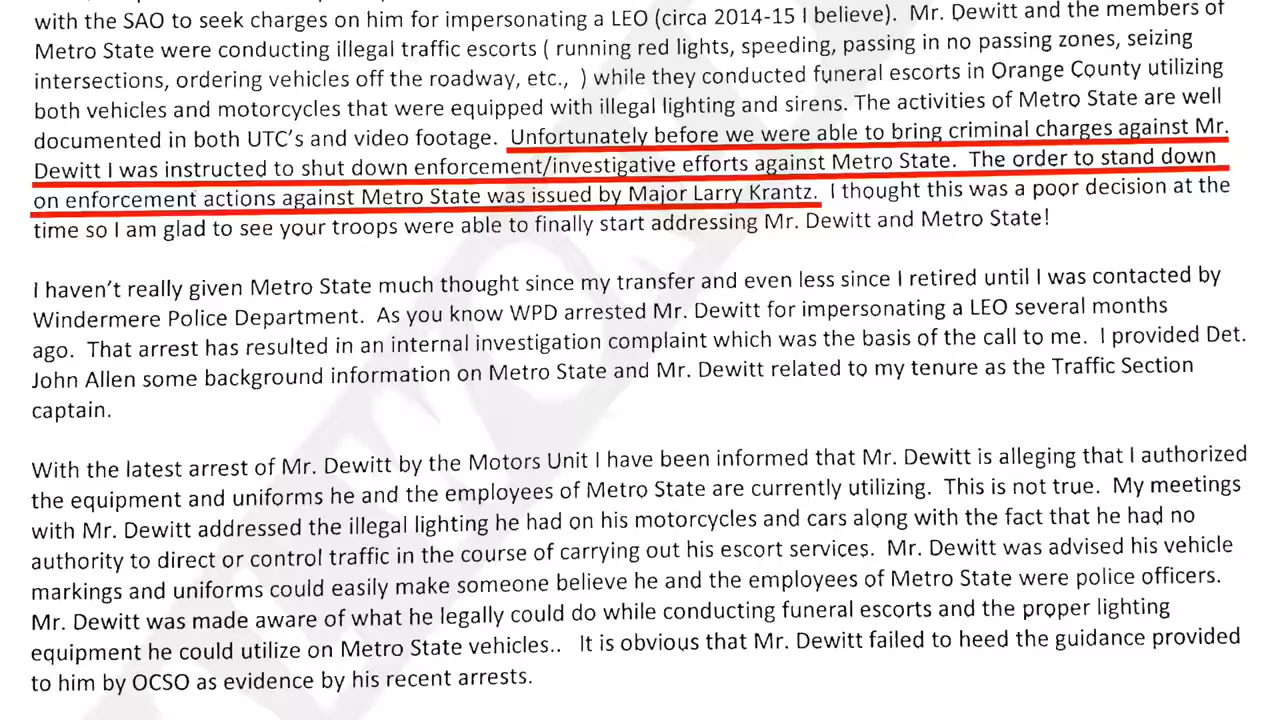 with the SAO to seek charges on him for impersonating a LEO (circa 2014-15 I believe).  Mr. Dewitt and the members of
Metro State were conducting illegal traffic escorts ( running red lights, speeding, passing in no passing zones, seizing
intersections, ordering vehicles off the roadway, etc.,  ) while they conducted funeral escorts in Orange County utilizing
both vehicles and motorcycles that were equipped with illegal lighting and sirens. The activities of Metro State are well
documented in both UTC's and video footage.  Unfortunately before we were able to bring criminal charges against Mr.
Dewitt I was instructed to shut down enforcement/investigative efforts against Metro State.  The order to stand down
on enforcement actions against Metro State was issued by Major Larry Krantz.  I thought this was a poor decision at the
time so I am glad to see your troops were able to finally start addressing Mr. Dewitt and Metro State!
I haven't really given Metro State much thought since my transfer and even less since I retired until I was contacted by
Windermere Police Department.  As you know WPD arrested Mr. Dewitt for impersonating a LEO several months
ago.  That arrest has resulted in an internal investigation complaint which was the basis of the call to me.  I provided Det.
John Allen some background information on Metro State and Mr. Dewitt related to my tenure as the Traffic Section
captain.
With the latest arrest of Mr. Dewitt by the Motors Unit I have been informed that Mr. Dewitt is alleging that I authorized
the equipment and uniforms he and the employees of Metro State are currently utilizing.  This is not true.  My meetings
with Mr. Dewitt addressed the illegal lighting he had on his motorcycles and cars along with the fact that he had no
authority to direct or control traffic in the course of carrying out his escort services.  Mr. Dewitt was advised his vehicle
markings and uniforms could easily make someone believe he and the employees of Metro State were police officers.
Mr. Dewitt was made aware of what he legally could do while conducting funeral escorts and the proper lighting
equipment he could utilize on Metro State vehicles..   It is obvious that Mr. Dewitt failed to heed the guidance provided
to him by OCSO as evidence by his recent arrests.